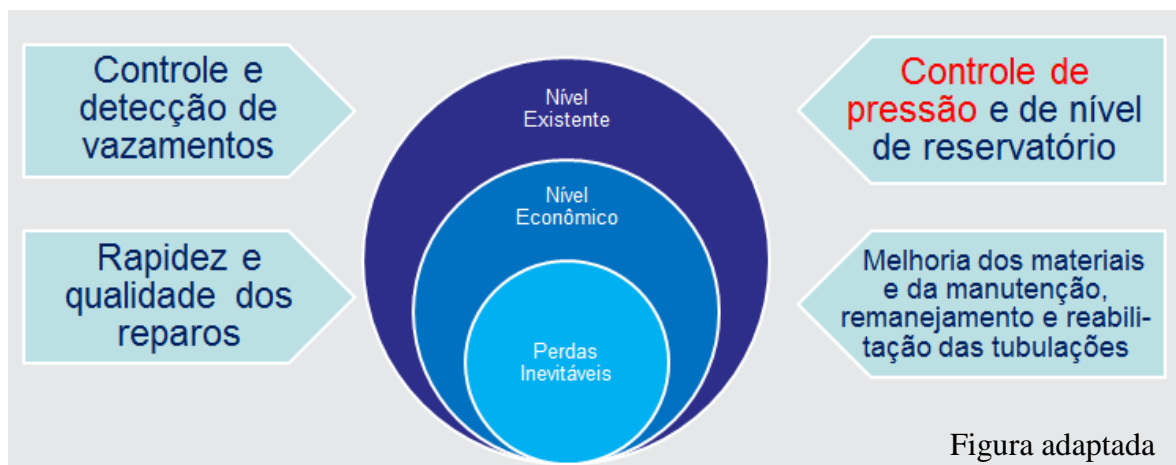 Controle e
detecção de
vazamentos
Rapidez e
qualidade dos
reparos
Nível
Existente
Nível
Econômico
Perdas
Inevitáveis
Controle de
pressão e de nível
de reservatório
Melhoria dos materiais
e da manutenção,
remanejamento e reabili-
tação das tubulações
Figura adaptada